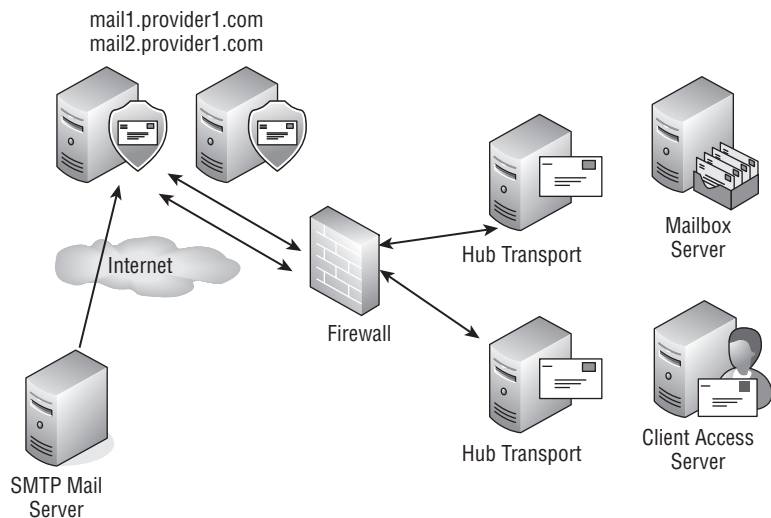 mail1.provider1.com
mail2.provider1.com
Internet
Firewall
Hub Transport
Mailbox
Server
Hub Transport
Client Access
Server
SMTP Mail
Server